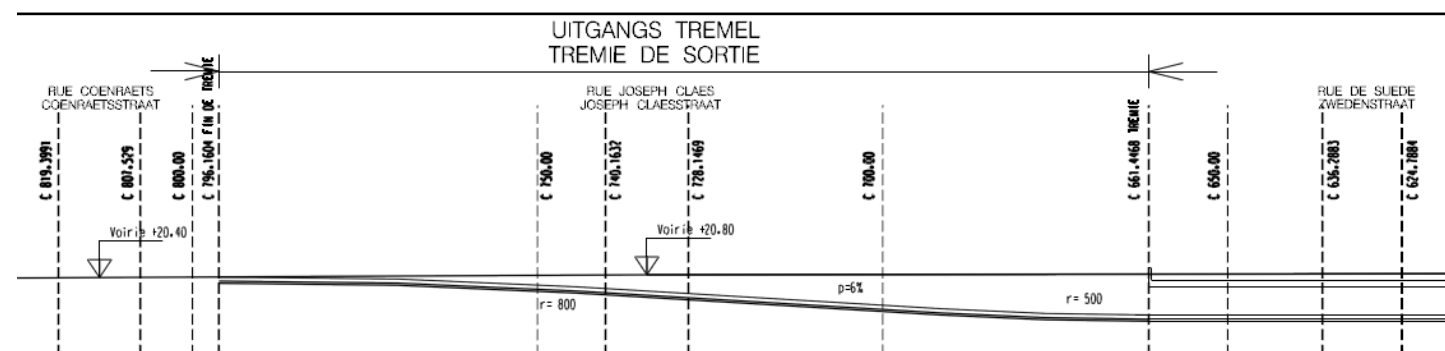 UITGANGS TREMEL
TREMIE DE SORTIE
RUE COENRAETS
COENRAETSSTRAAT
RUE JOSEPH CLAES
JOSEPH CLAESSTRAAT
RUE DE SUEDE
ZWEDENSTRAAT
C 819.3991
C 807.529
C 800.00
C 796.1604 FIN DE TREMIE
C 750.00
C 740.1632
C 728.1469
C 700.00
C 661.4468 TREMIE
C 650.00
C 636.2883
C 624.7884
Voirie +20.40
Voirie +20.80
r= 800
p=6%
r= 500